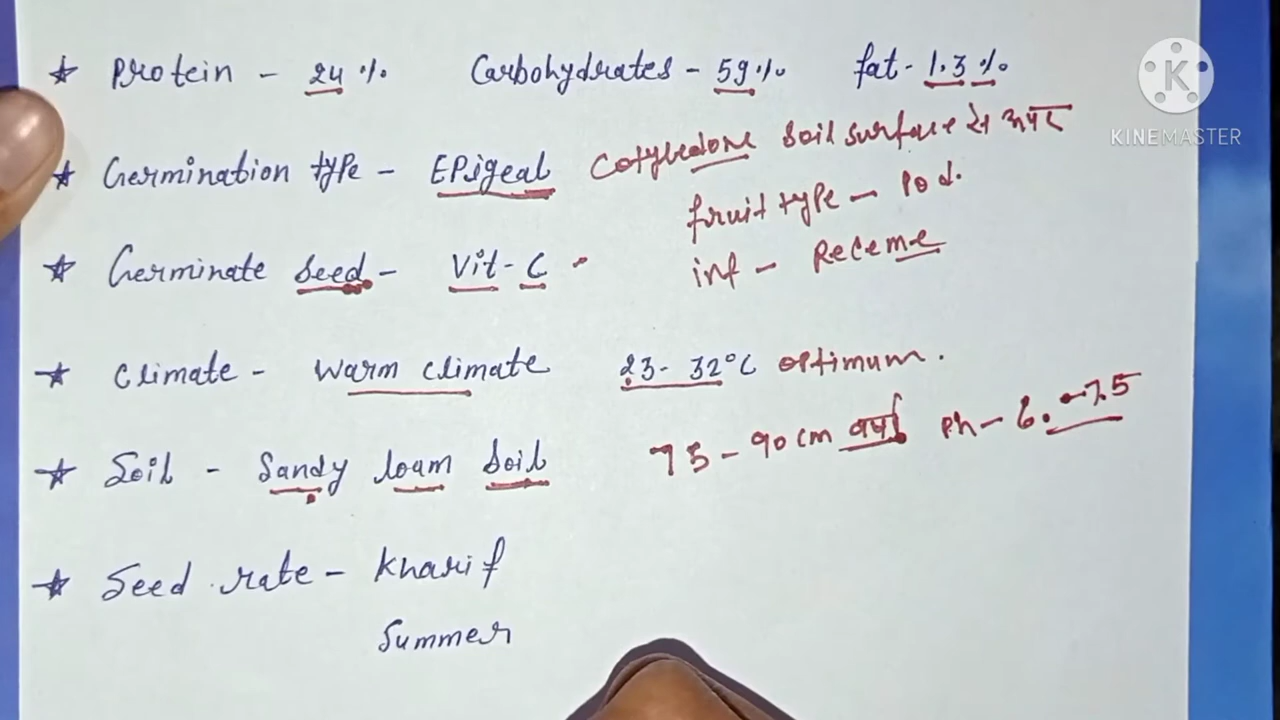 ★ Protein - 24 % Carbohydrates - 59 % fat - 1.3 %
★ Germination type - EPigeal Cotyledone soil surface से ऊपर
fruit type - Pod.
★ Germinate seed - Vit-C
inf - Receme
★ Climate - Warm climate 23-32°C optimum.
★ Soil - Sandy loam soil 75-90 cm वर्षा Ph - 6.-7.5
★ Seed rate - Kharif
Summer
K
KINEMASTER